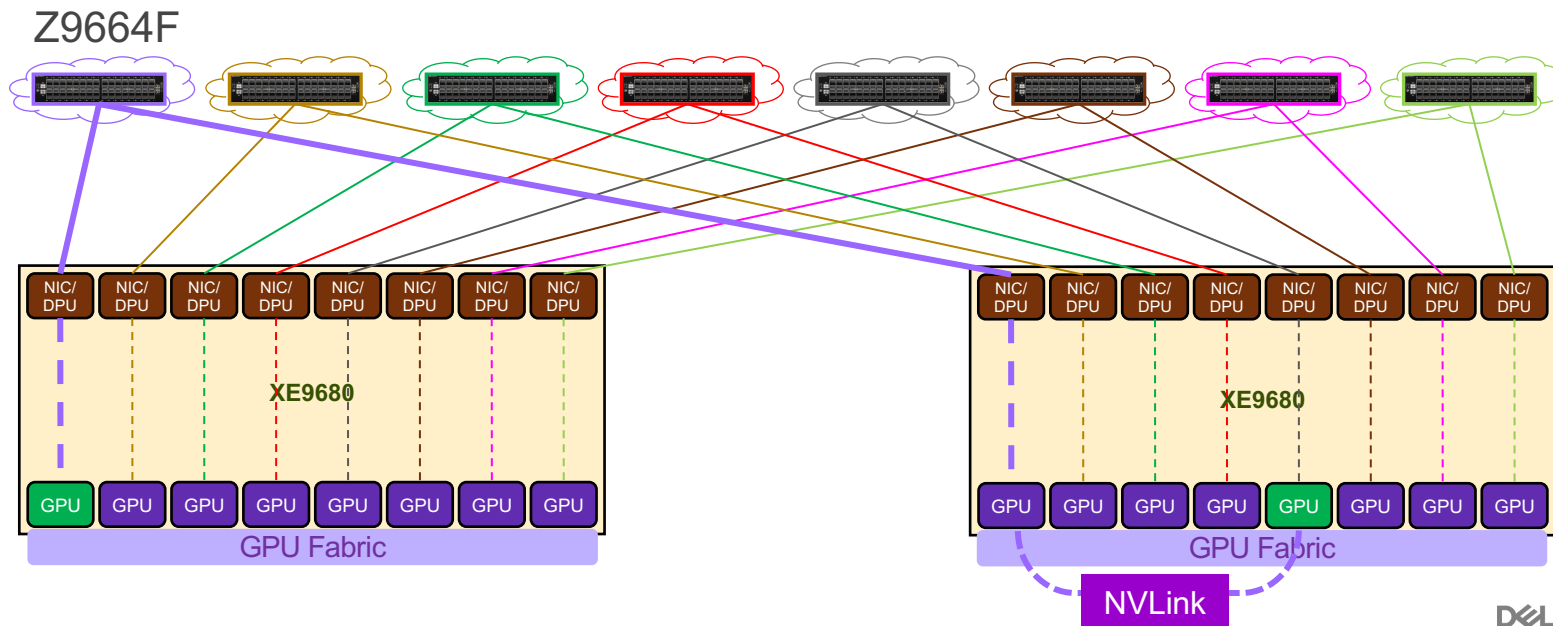 Z9664F
NIC/ NIC/ NIC/ NIC/ NIC/ NIC/ NIC/ NIC/
DPU DPU DPU DPU DPU DPU DPU DPU
XE9680
GPU GPU GPU GPU GPU GPU GPU GPU
GPU Fabric
NIC/ NIC/ NIC/ NIC/ NIC/ NIC/ NIC/ NIC/
DPU DPU DPU DPU DPU DPU DPU DPU
XE9680
GPU GPU GPU GPU GPU GPU GPU GPU
GPU Fabric
NVLink
DELL